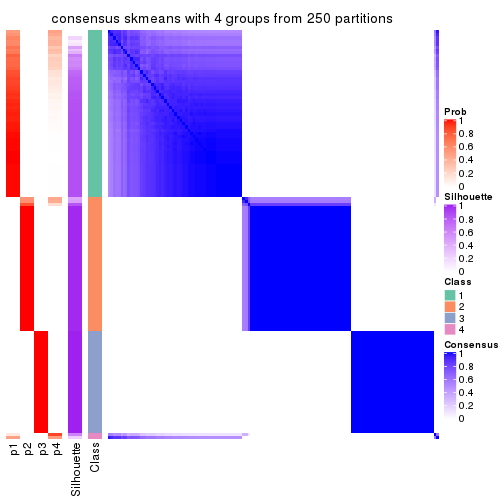 consensus skmeans with 4 groups from 250 partitions
Prob
1
0.8
0.6
0.4
0.2
0
Silhouette
1
0.8
0.6
0.4
0.2
0
Class
1
2
3
4
Consensus
1
0.8
0.6
0.4
0.2
0
p1
p2
p3
p4
Silhouette
Class